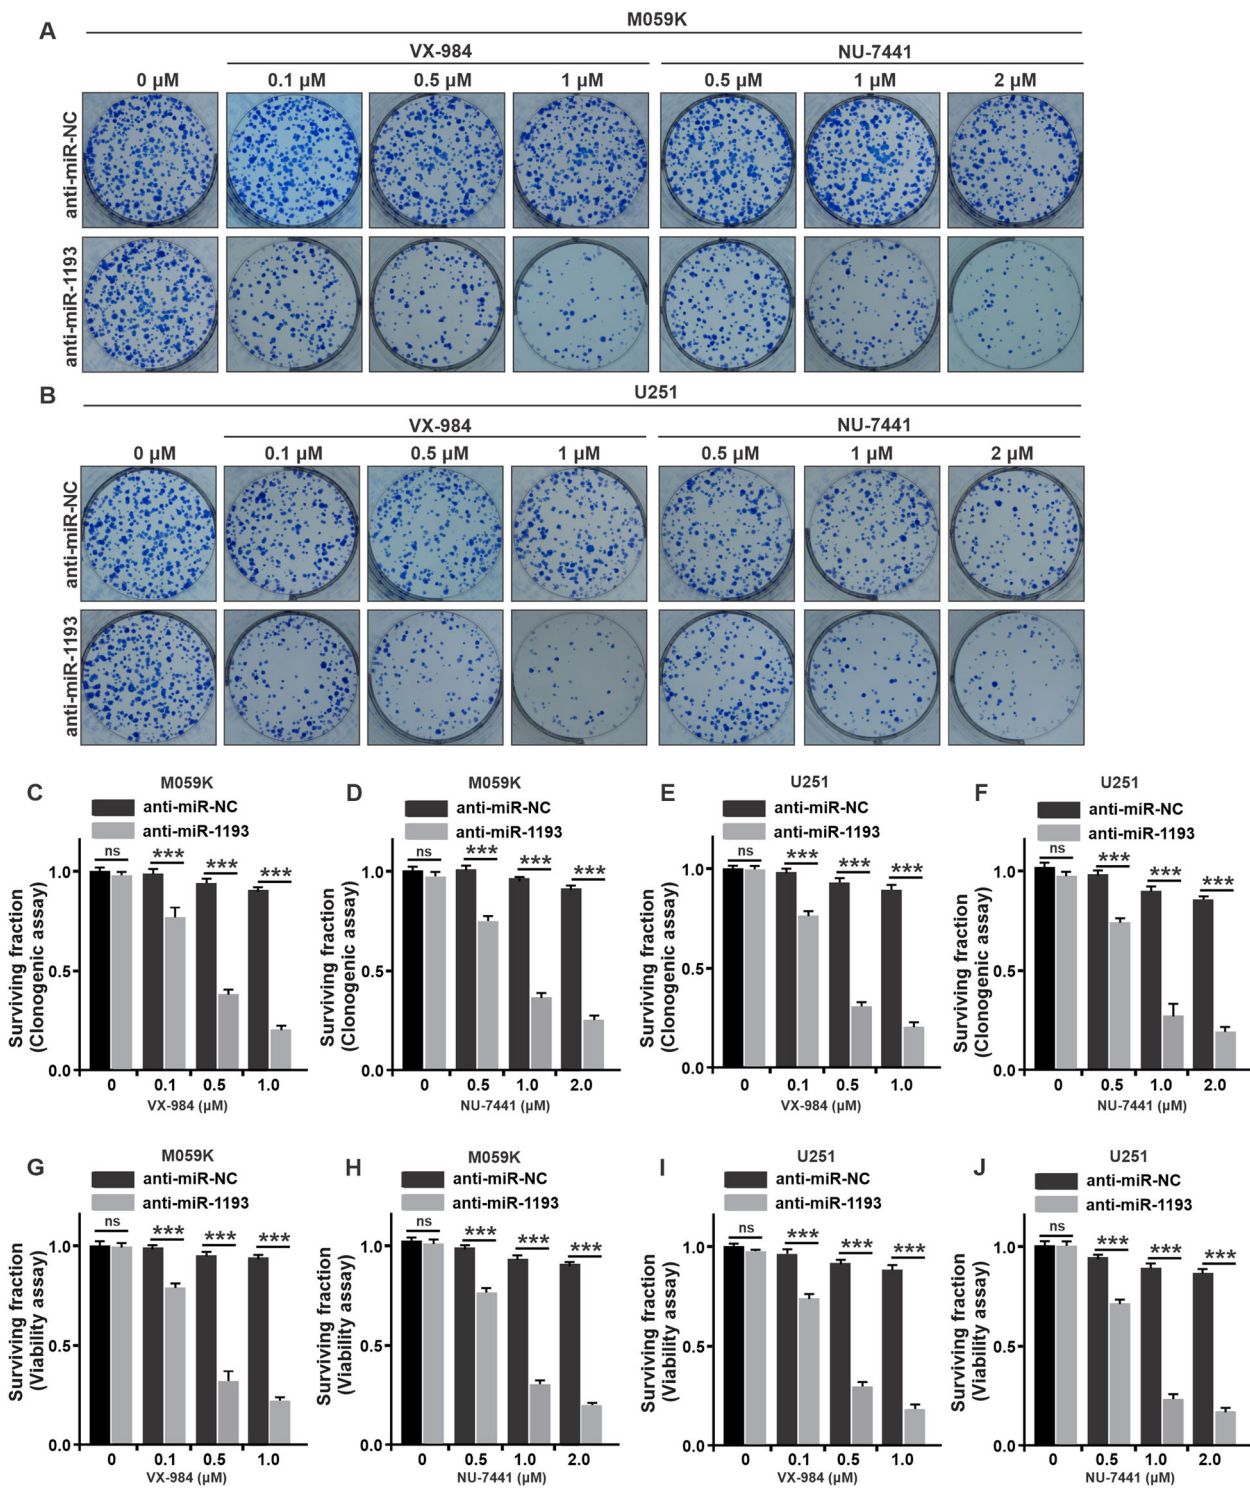 A
M059K
VX-984
NU-7441
0 µM
0.1 µM
0.5 µM
1 µM
0.5 µM
1 µM
2 µM
anti-miR-NC
anti-miR-1193
B
U251
VX-984
NU-7441
0 µM
0.1 µM
0.5 µM
1 µM
0.5 µM
1 µM
2 µM
anti-miR-NC
anti-miR-1193
C
M059K
anti-miR-NC
anti-miR-1193
ns
***
***
***
1.0
0.5
0.0
Surviving fraction
(Clonogenic assay)
0 0.1 0.5 1.0
VX-984 (µM)
D
M059K
anti-miR-NC
anti-miR-1193
ns
***
***
***
1.0
0.5
0.0
Surviving fraction
(Clonogenic assay)
0 0.5 1.0 2.0
NU-7441 (µM)
E
U251
anti-miR-NC
anti-miR-1193
ns
***
***
***
1.0
0.5
0.0
Surviving fraction
(Clonogenic assay)
0 0.1 0.5 1.0
VX-984 (µM)
F
U251
anti-miR-NC
anti-miR-1193
ns
***
***
***
1.0
0.5
0.0
Surviving fraction
(Clonogenic assay)
0 0.5 1.0 2.0
NU-7441 (µM)
G
M059K
anti-miR-NC
anti-miR-1193
ns
***
***
***
1.0
0.5
0.0
Surviving fraction
(Viability assay)
0 0.1 0.5 1.0
VX-984 (µM)
H
M059K
anti-miR-NC
anti-miR-1193
ns
***
***
***
1.0
0.5
0.0
Surviving fraction
(Viability assay)
0 0.5 1.0 2.0
NU-7441 (µM)
I
U251
anti-miR-NC
anti-miR-1193
ns
***
***
***
1.0
0.5
0.0
Surviving fraction
(Viability assay)
0 0.1 0.5 1.0
VX-984 (µM)
J
U251
anti-miR-NC
anti-miR-1193
ns
***
***
***
1.0
0.5
0.0
Surviving fraction
(Viability assay)
0 0.5 1.0 2.0
NU-7441 (µM)